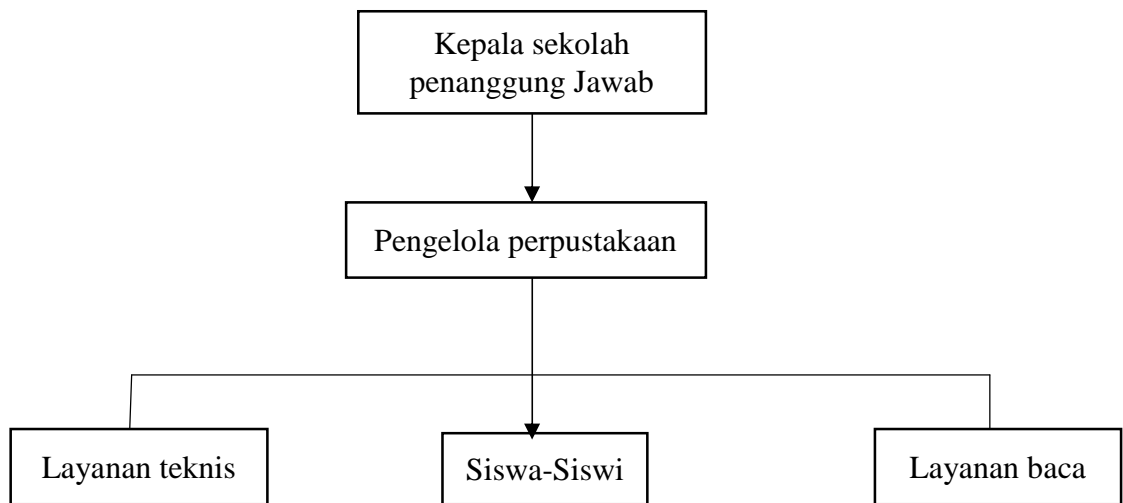 Kepala sekolah
penanggung Jawab
Pengelola perpustakaan
Layanan teknis
Siswa-Siswi
Layanan baca